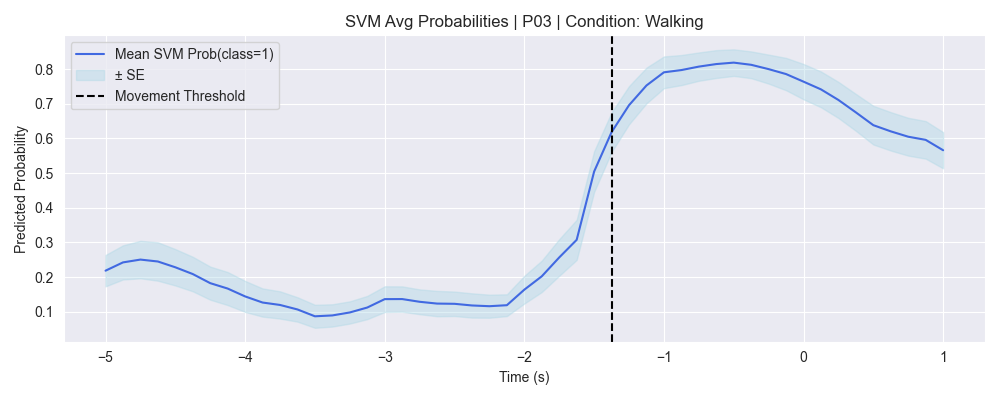 SVM Avg Probabilities | P03 | Condition: Walking
Mean SVM Prob(class=1)
± SE
Movement Threshold
Predicted Probability
0.8
0.7
0.6
0.5
0.4
0.3
0.2
0.1
−5
−4
−3
−2
−1
0
1
Time (s)